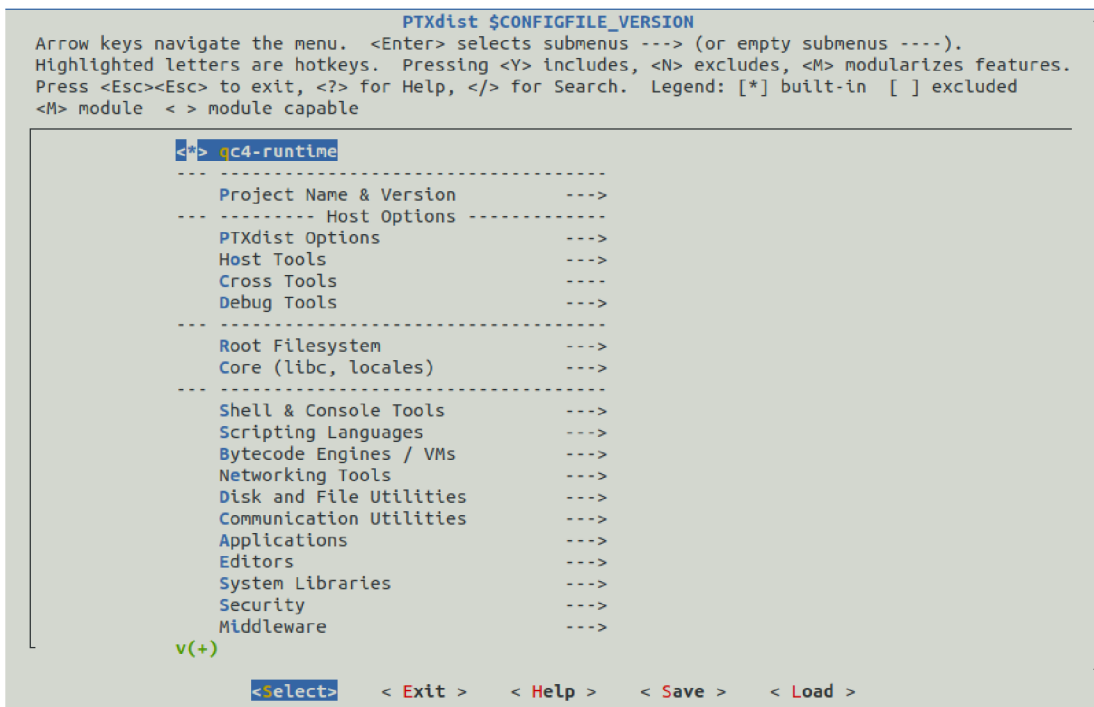 PTXdist $CONFIGFILE_VERSION
Arrow keys navigate the menu.  <Enter> selects submenus ---> (or empty submenus ----).
Highlighted letters are hotkeys.  Pressing <Y> includes, <N> excludes, <M> modularizes features.
Press <Esc><Esc> to exit, <?> for Help, </> for Search.  Legend: [*] built-in  [ ] excluded
<M> module  < > module capable
<*> qc4-runtime
--- ------------------------------------
Project Name & Version          --->
--- --------- Host Options -------------
PTXdist Options                 --->
Host Tools                      --->
Cross Tools                     ----
Debug Tools                     --->
--- ------------------------------------
Root Filesystem                 --->
Core (libc, locales)            --->
--- ------------------------------------
Shell & Console Tools           --->
Scripting Languages             --->
Bytecode Engines / VMs          --->
Networking Tools                --->
Disk and File Utilities         --->
Communication Utilities         --->
Applications                    --->
Editors                         --->
System Libraries                --->
Security                        --->
Middleware                      --->
v(+)
<Select>    < Exit >    < Help >    < Save >    < Load >